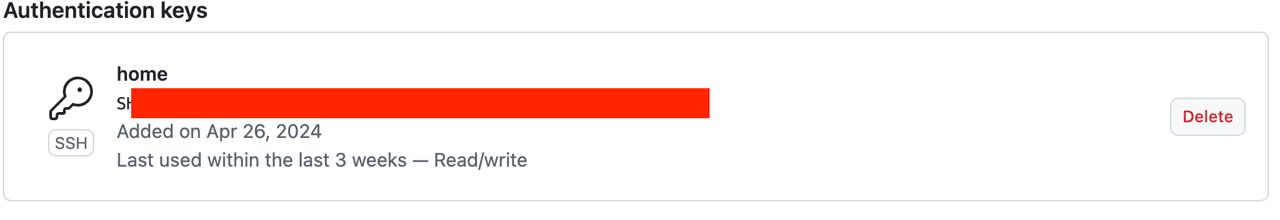 Authentication keys
home
SSH
Added on Apr 26, 2024
Last used within the last 3 weeks — Read/write
Delete